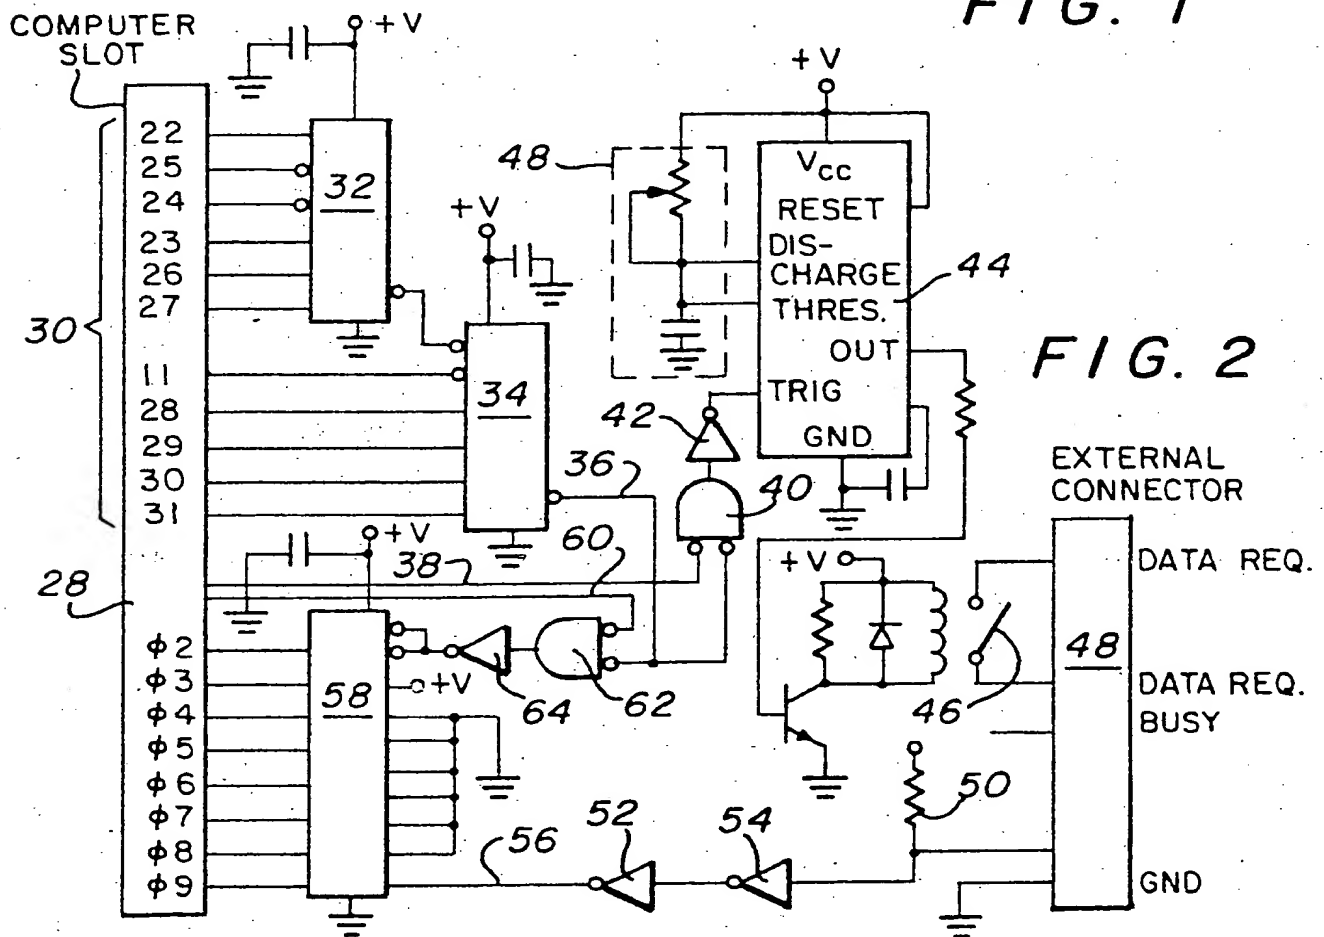 FIG. 1
COMPUTER
SLOT
+V
+V
22
25
24
23
26
27
32
48
VCC
RESET
DIS-
CHARGE
THRES.
OUT
TRIG
GND
44
+V
30
11
28
29
30
31
34
FIG. 2
42
36
40
EXTERNAL
CONNECTOR
+V
38
60
+V
DATA REQ.
28
ϕ2
ϕ3
ϕ4
ϕ5
ϕ6
ϕ7
ϕ8
ϕ9
58
+V
64
62
46
48
DATA REQ.
BUSY
50
52
54
56
GND